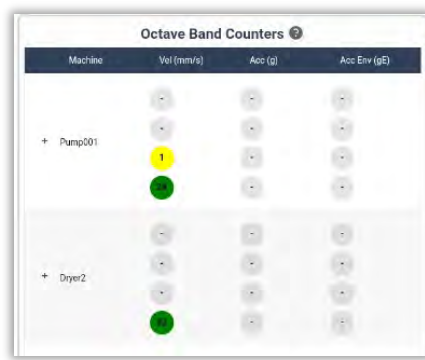 Octave Band Counters ?
Machine Vel (mm/s) Acc (g) Acc Env (gE)
- - -
- - -
+ Pump001
1 - -
- -
- - -
- - -
+ Dryer2
- - -
- -